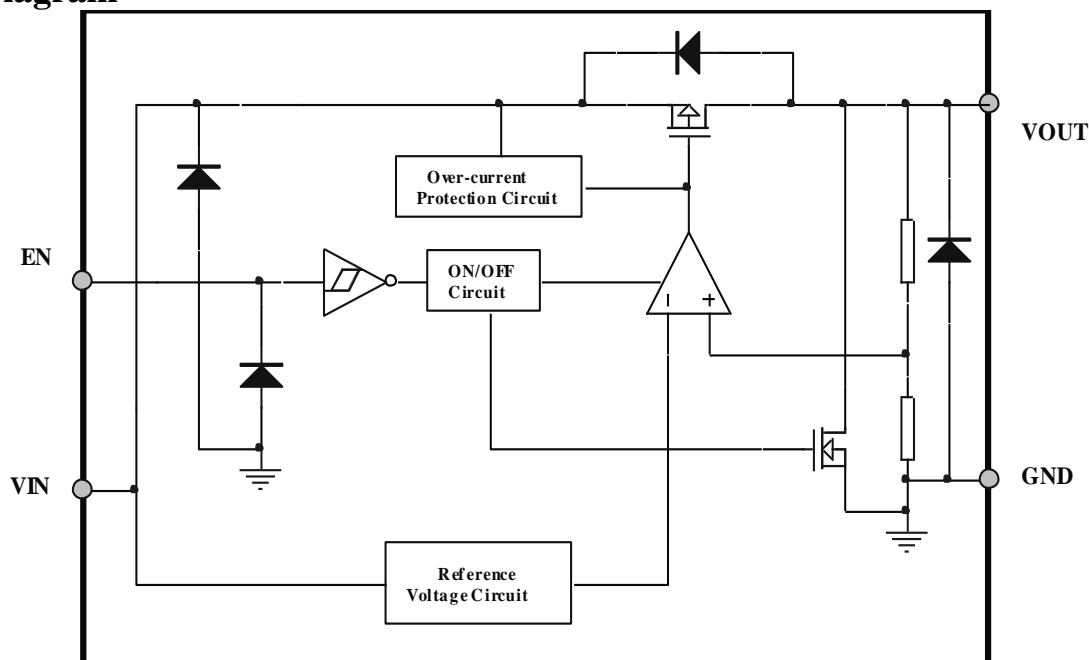 VOUT
Over-current
Protection Circuit
EN
ON/OFF
Circuit
- +
VIN
GND
Reference
Voltage Circuit